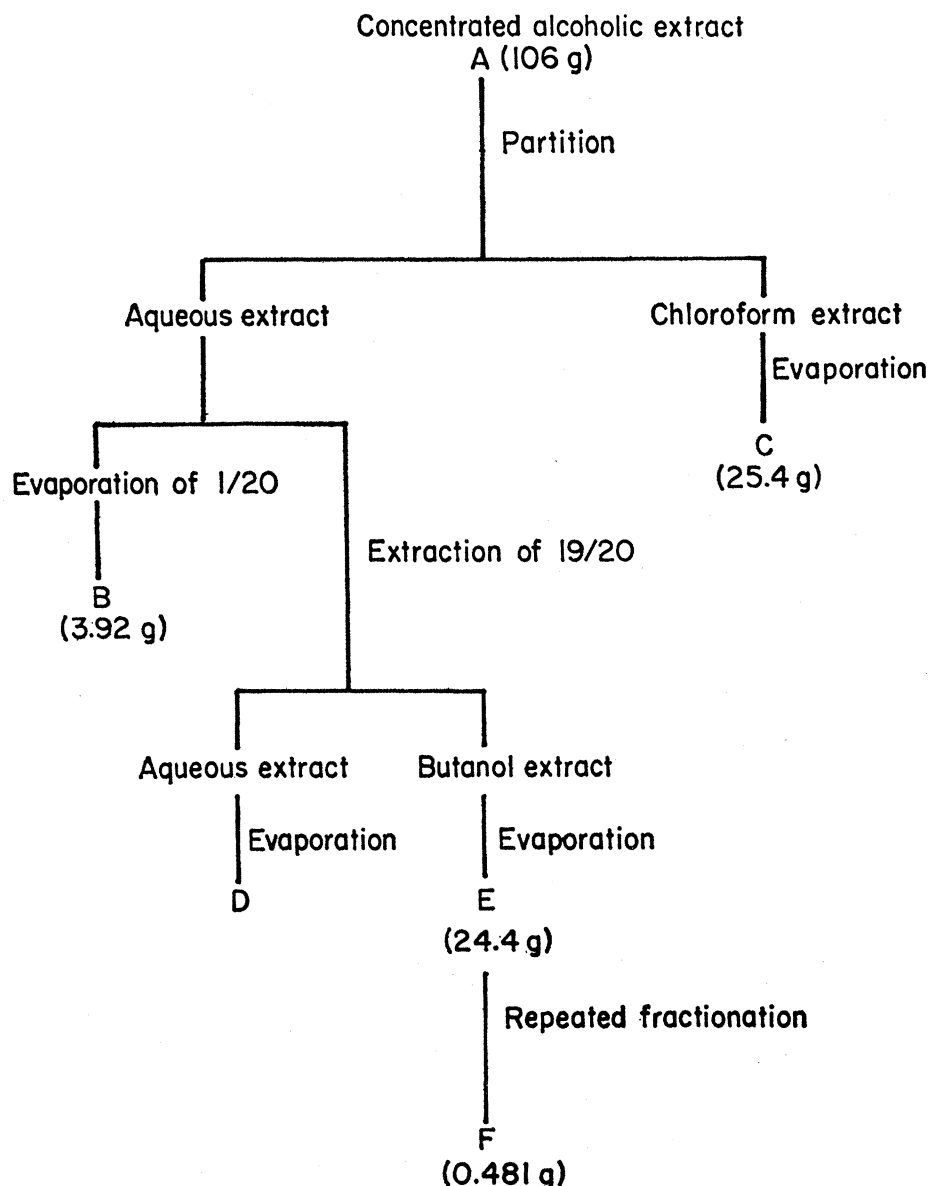 Concentrated alcoholic extract
A (106 g)
Partition
Aqueous extract
Chloroform extract
Evaporation
C
(25.4 g)
Evaporation of 1/20
Extraction of 19/20
B
(3.92 g)
Aqueous extract
Butanol extract
Evaporation
Evaporation
D
E
(24.4 g)
Repeated fractionation
F
(0.481 g)